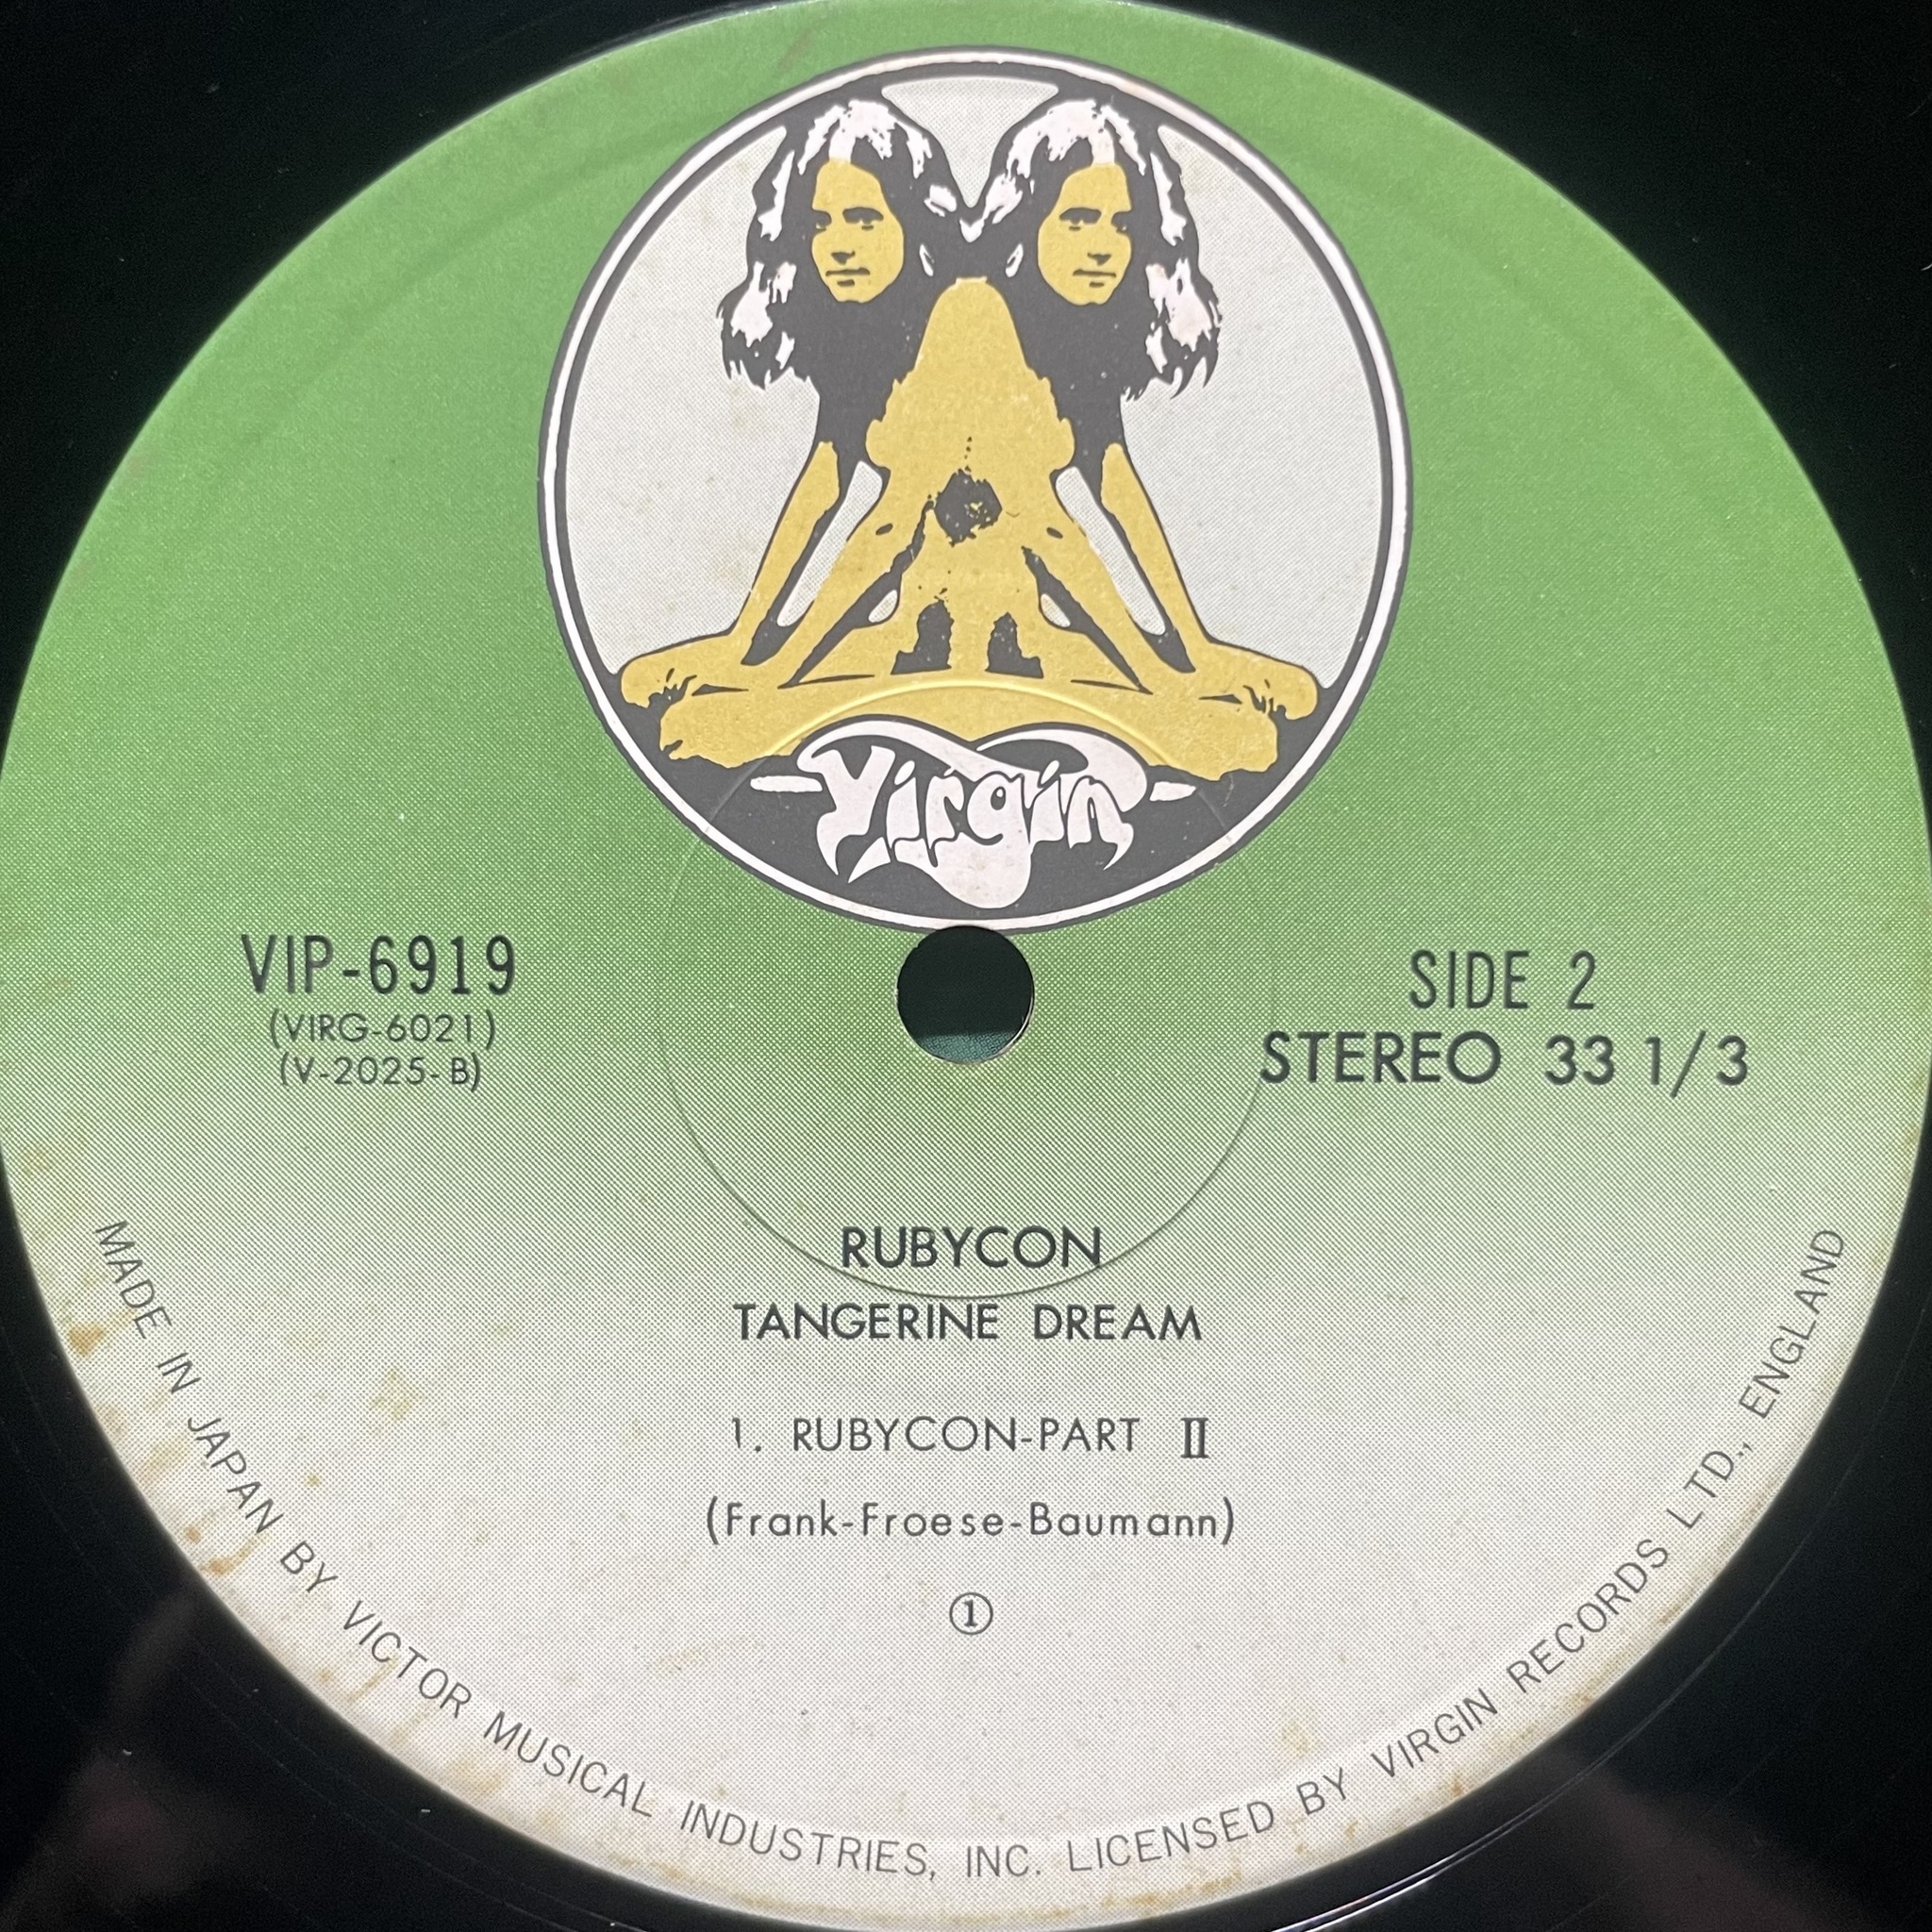 Virgin
VIP-6919
(VIRG-6021)
(V-2025-B)
SIDE 2
STEREO 33 1/3
RUBYCON
TANGERINE DREAM
1. RUBYCON-PART II
(Frank-Froese-Baumann)
①
MADE IN JAPAN BY VICTOR MUSICAL INDUSTRIES, INC. LICENSED BY VIRGIN RECORDS LTD., ENGLAND